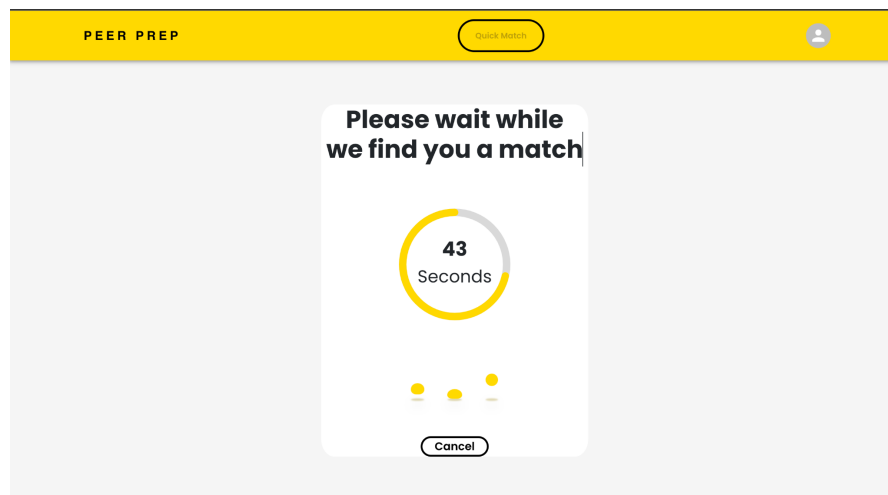 PEER PREP
Quick Match
Please wait while
we find you a match
43
Seconds
Cancel